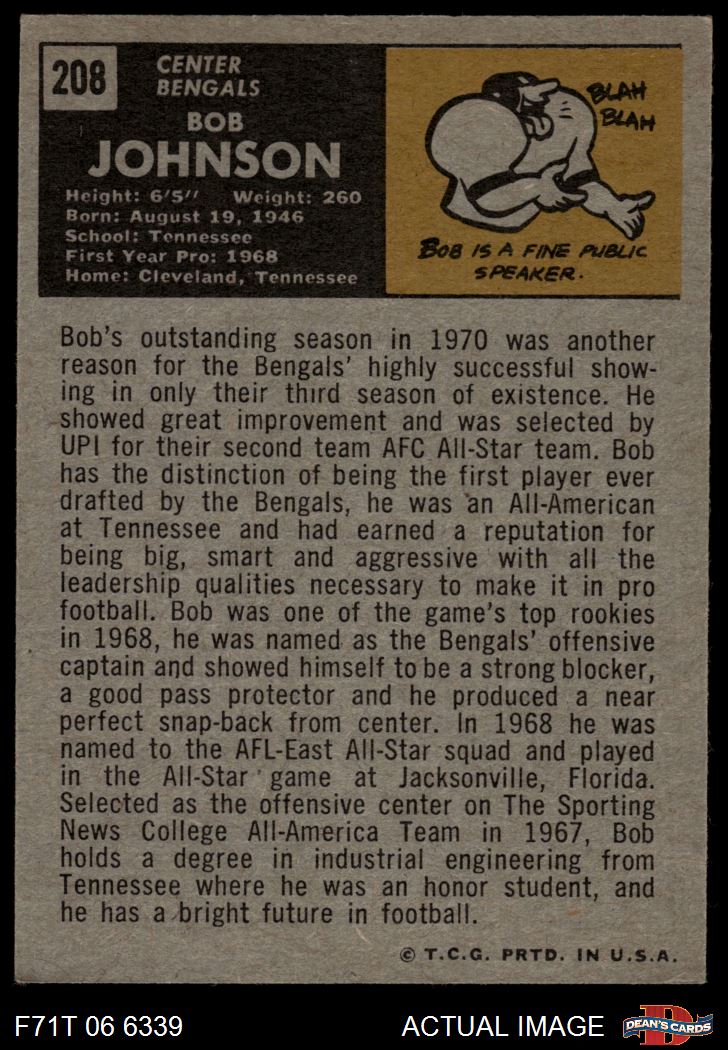 208
CENTER
BENGALS
BOB
JOHNSON
Height: 6'5" Weight: 260
Born: August 19, 1946
School: Tennessee
First Year Pro: 1968
Home: Cleveland, Tennessee
BLAH
BLAH
BOB IS A FINE PUBLIC
SPEAKER.
Bob's outstanding season in 1970 was another
reason for the Bengals' highly successful show-
ing in only their third season of existence. He
showed great improvement and was selected by
UPI for their second team AFC All-Star team. Bob
has the distinction of being the first player ever
drafted by the Bengals, he was an All-American
at Tennessee and had earned a reputation for
being big, smart and aggressive with all the
leadership qualities necessary to make it in pro
football. Bob was one of the game's top rookies
in 1968, he was named as the Bengals' offensive
captain and showed himself to be a strong blocker,
a good pass protector and he produced a near
perfect snap-back from center. In 1968 he was
named to the AFL-East All-Star squad and played
in the All-Star game at Jacksonville, Florida.
Selected as the offensive center on The Sporting
News College All-America Team in 1967, Bob
holds a degree in industrial engineering from
Tennessee where he was an honor student, and
he has a bright future in football.
© T.C.G. PRTD. IN U.S.A.
F71T 06 6339 ACTUAL IMAGE
D
DEAN'S CARDS